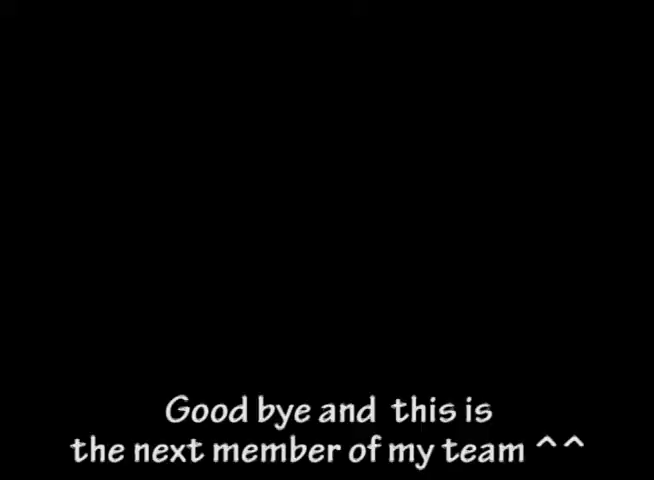 Good bye and this is
the next member of my team ^^